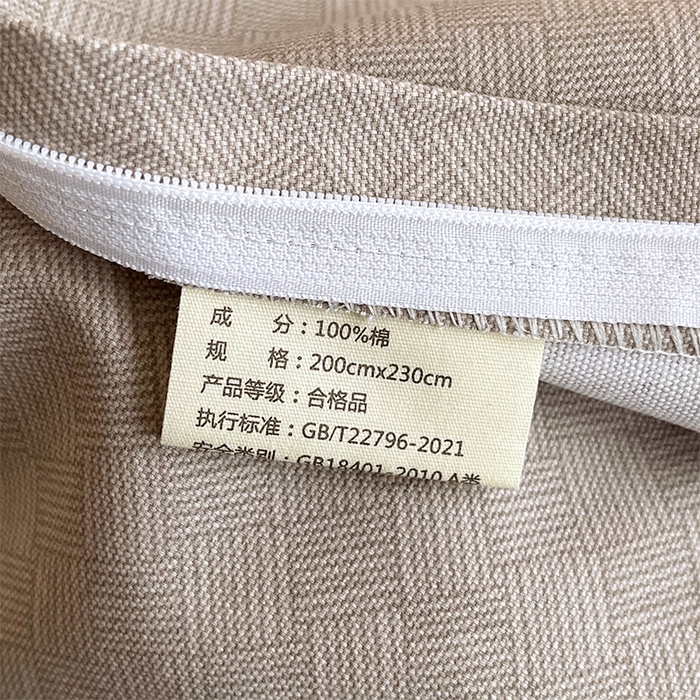 成 分：100%棉
规 格：200cmx230cm
产品等级：合格品
执行标准：GB/T22796-2021
安全类别：GB18401-2010 A类